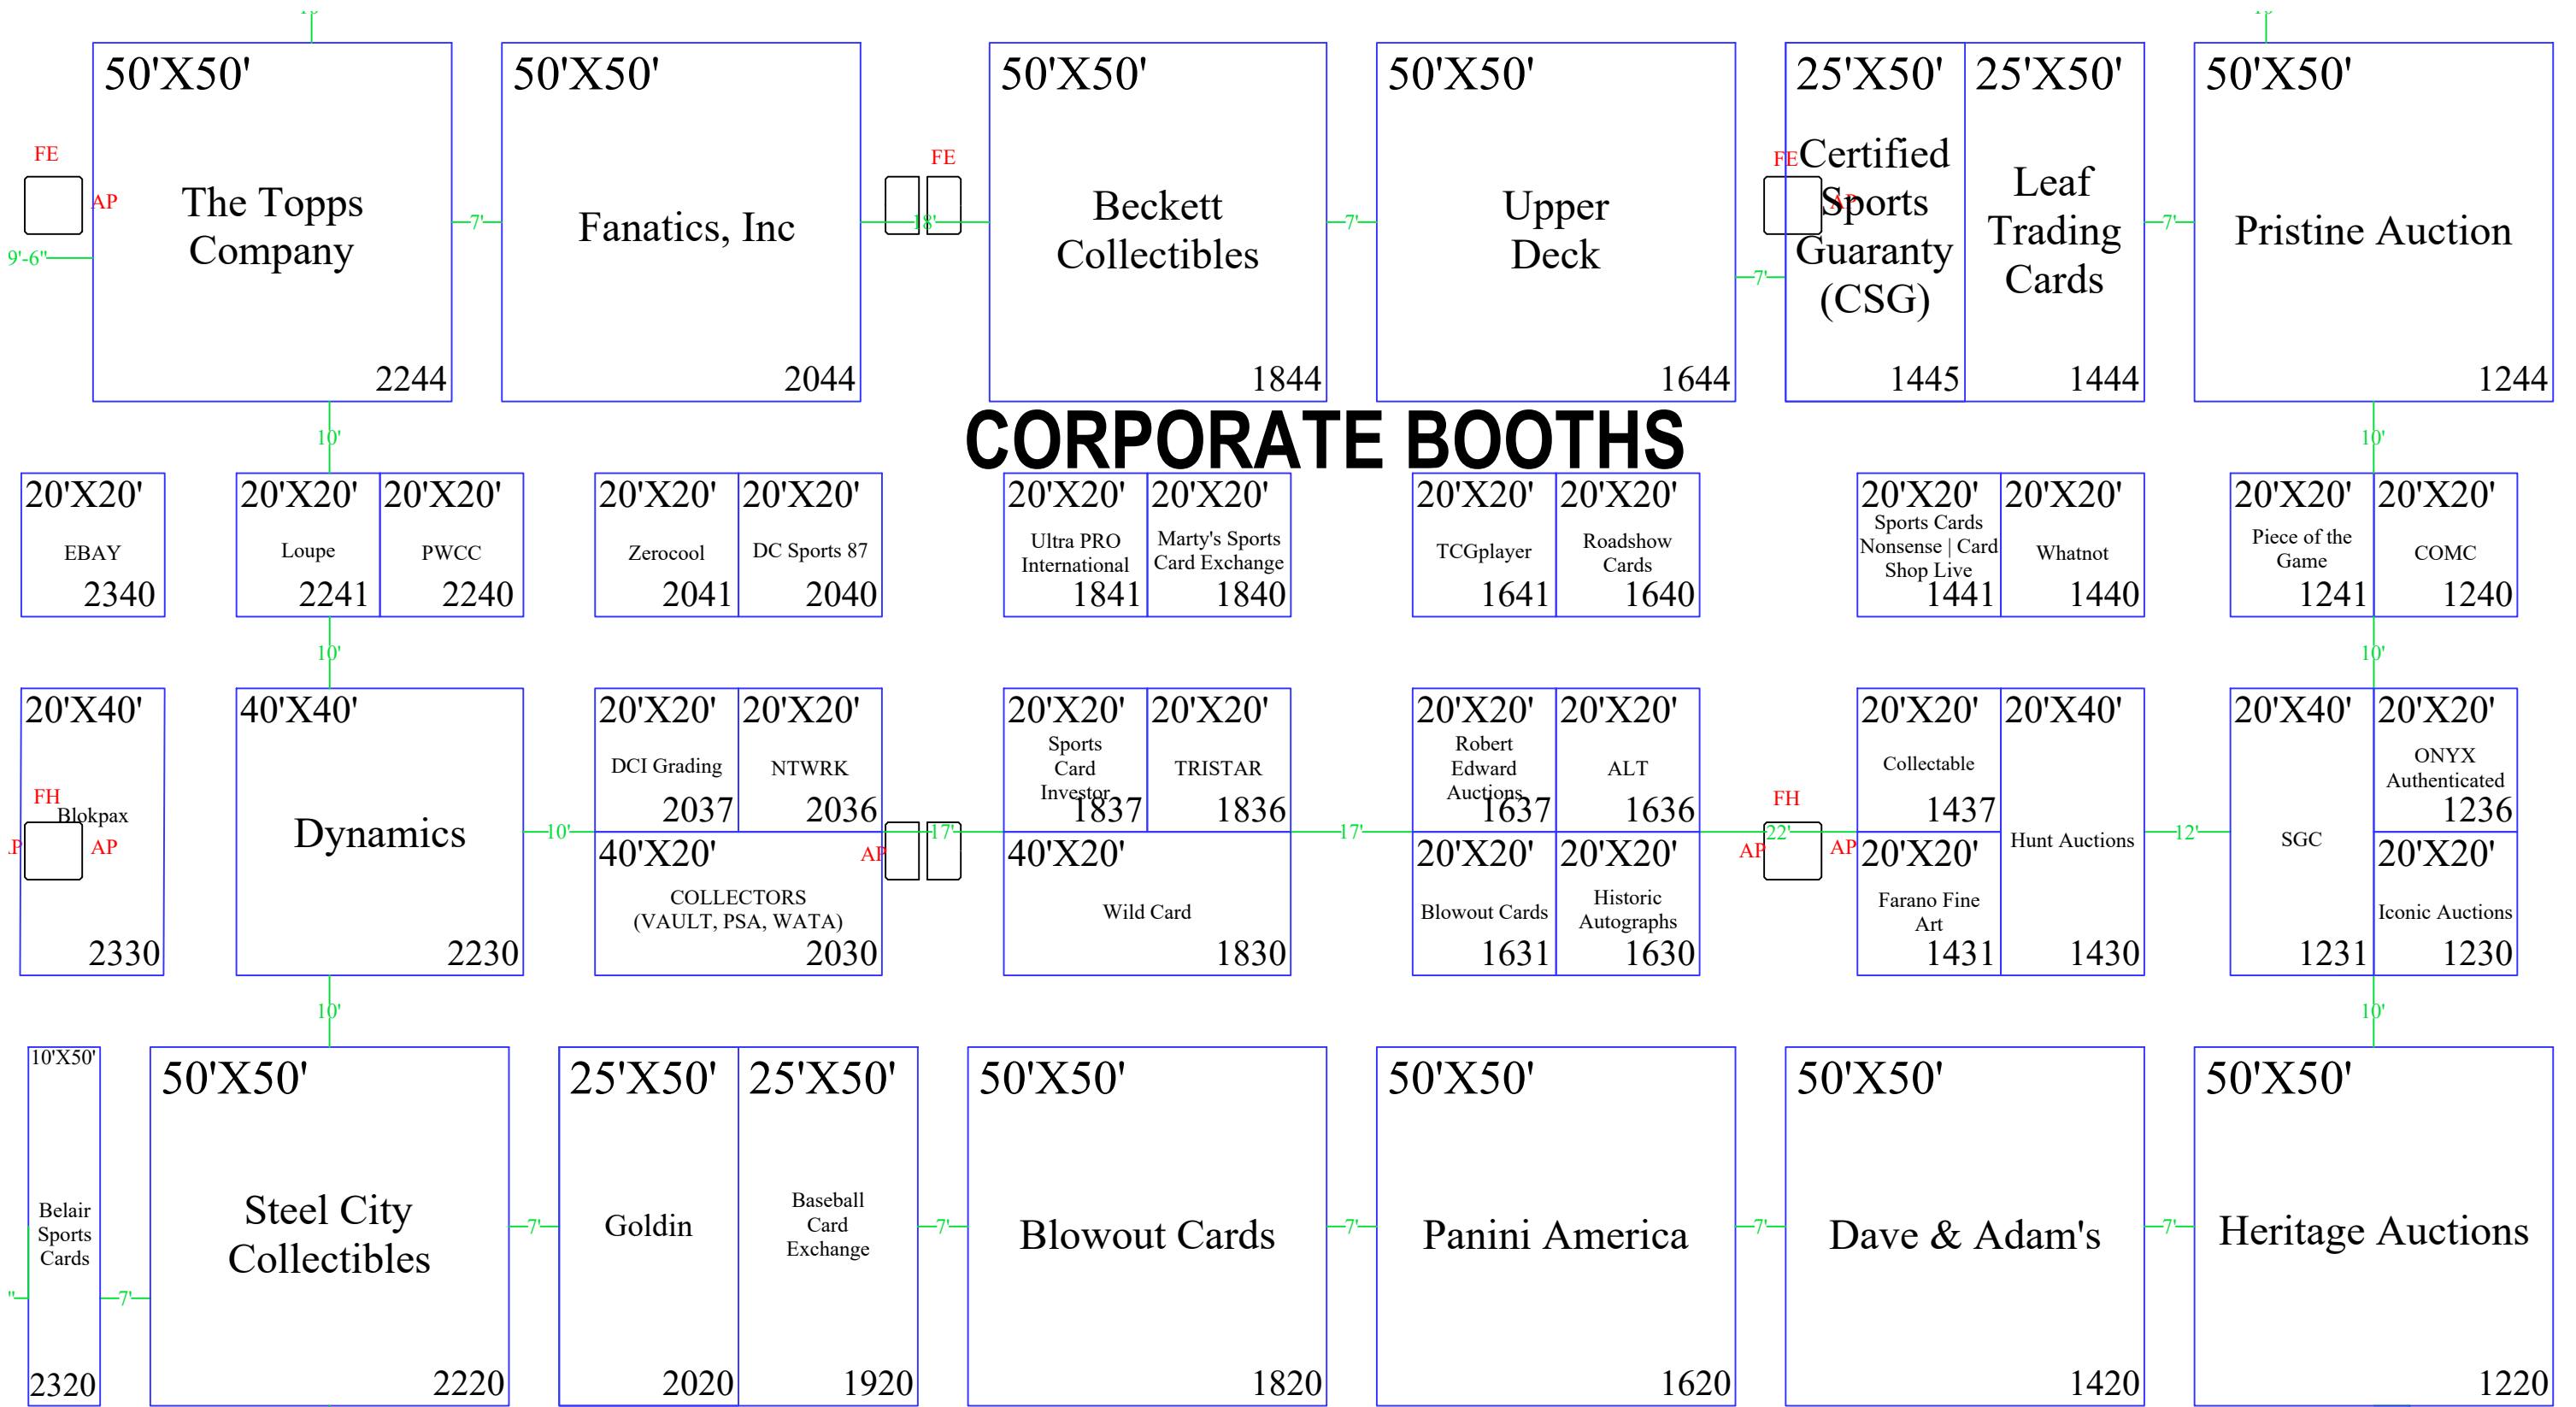 50'X50'
The Topps
Company
2244
50'X50'
Fanatics, Inc
2044
50'X50'
Beckett
Collectibles
1844
50'X50'
Upper
Deck
1644
25'X50'
Certified
Sports
Guaranty
(CSG)
1445
25'X50'
Leaf
Trading
Cards
1444
50'X50'
Pristine Auction
1244
FE
AP
9'-6"
7'
FE
18'
7'
FE
AP
7'
7'
10'
CORPORATE BOOTHS
10'
20'X20'
EBAY
2340
20'X20'
Loupe
2241
20'X20'
PWCC
2240
20'X20'
Zerocool
2041
20'X20'
DC Sports 87
2040
20'X20'
Ultra PRO
International
1841
20'X20'
Marty's Sports
Card Exchange
1840
20'X20'
TCGplayer
1641
20'X20'
Roadshow
Cards
1640
20'X20'
Sports Cards
Nonsense | Card
Shop Live
1441
20'X20'
Whatnot
1440
20'X20'
Piece of the
Game
1241
20'X20'
COMC
1240
10'
10'
20'X40'
FH
Blokpax
AP
2330
40'X40'
Dynamics
2230
10'
20'X20'
DCI Grading
2037
20'X20'
NTWRK
2036
40'X20'
COLLECTORS
(VAULT, PSA, WATA)
2030
AP
17'
20'X20'
Sports
Card
Investor
1837
20'X20'
TRISTAR
1836
40'X20'
Wild Card
1830
17'
20'X20'
Robert
Edward
Auctions
1637
20'X20'
ALT
1636
20'X20'
Blowout Cards
1631
20'X20'
Historic
Autographs
1630
FH
22'
AP
AP
20'X20'
Collectable
1437
20'X20'
Farano Fine
Art
1431
20'X40'
Hunt Auctions
1430
12'
20'X40'
SGC
1231
20'X20'
ONYX
Authenticated
1236
20'X20'
Iconic Auctions
1230
10'
10'
10'X50'
Belair
Sports
Cards
2320
7'
50'X50'
Steel City
Collectibles
2220
7'
25'X50'
Goldin
2020
25'X50'
Baseball
Card
Exchange
1920
7'
50'X50'
Blowout Cards
1820
7'
50'X50'
Panini America
1620
7'
50'X50'
Dave & Adam's
1420
7'
50'X50'
Heritage Auctions
1220